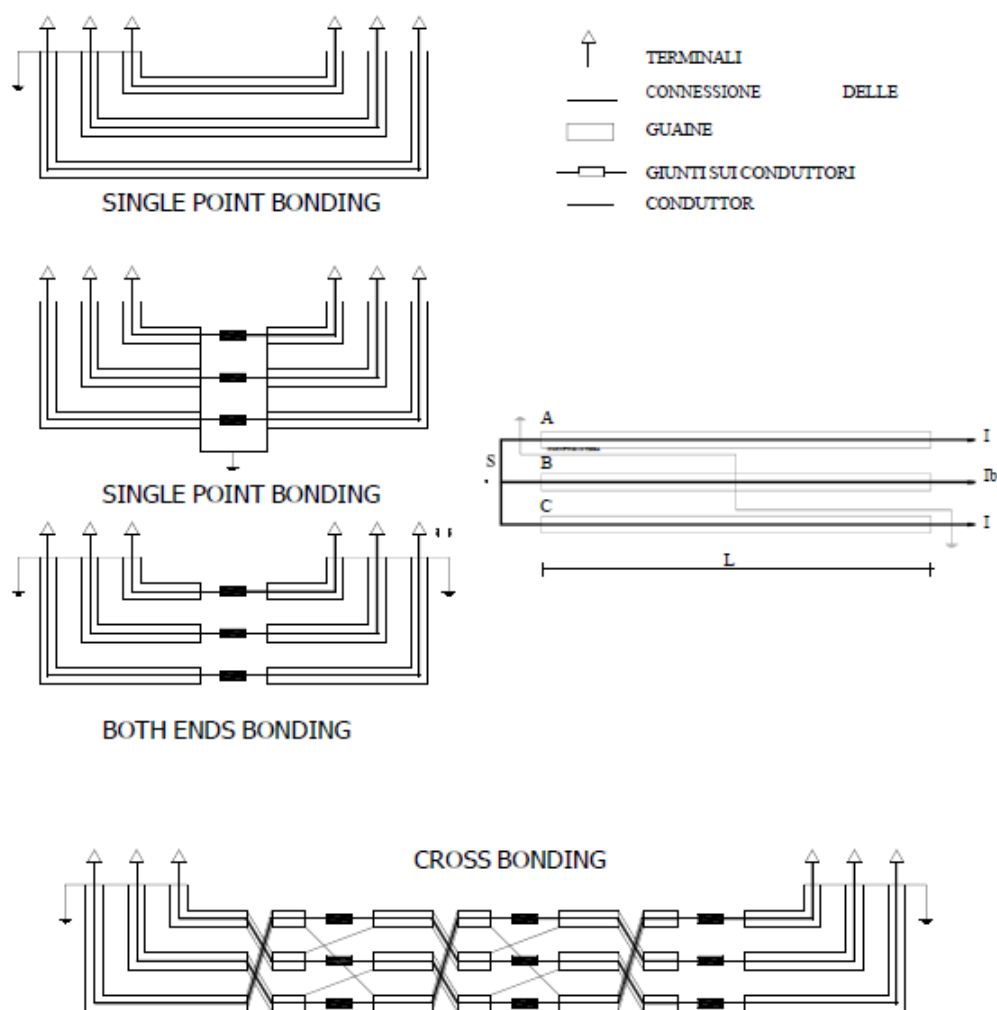 TERMINALI
CONNESSIONE DELLE
GUAINE
GIUNTI SUI CONDUTTORI
CONDUTTOR
SINGLE POINT BONDING
SINGLE POINT BONDING
A
I
S
B
Ib
C
I
L
BOTH ENDS BONDING
CROSS BONDING